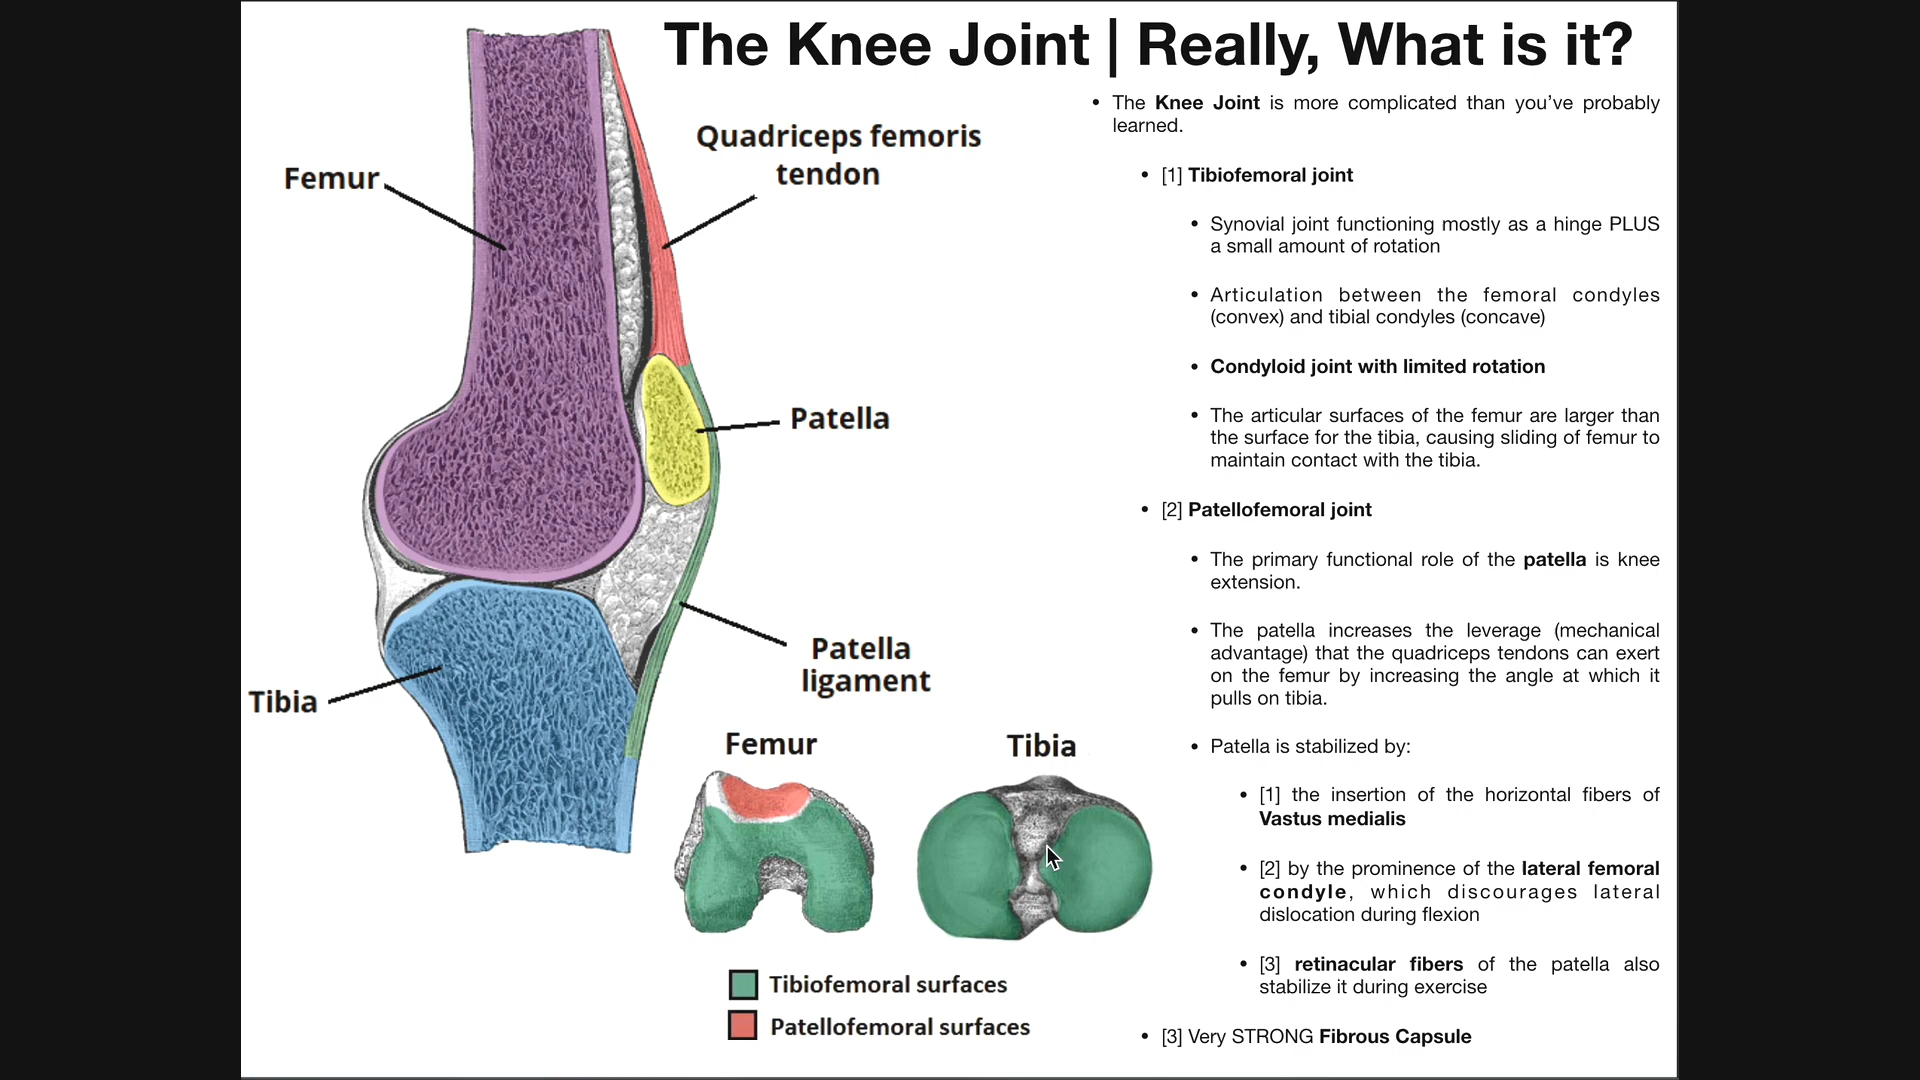 The Knee Joint | Really, What is it?
Femur
Quadriceps femoris
tendon
Patella
Patella
ligament
Tibia
Femur
Tibia
Tibiofemoral surfaces
Patellofemoral surfaces
• The Knee Joint is more complicated than you’ve probably
learned.
• [1] Tibiofemoral joint
• Synovial joint functioning mostly as a hinge PLUS
a small amount of rotation
• Articulation between the femoral condyles
(convex) and tibial condyles (concave)
• Condyloid joint with limited rotation
• The articular surfaces of the femur are larger than
the surface for the tibia, causing sliding of femur to
maintain contact with the tibia.
• [2] Patellofemoral joint
• The primary functional role of the patella is knee
extension.
• The patella increases the leverage (mechanical
advantage) that the quadriceps tendons can exert
on the femur by increasing the angle at which it
pulls on tibia.
• Patella is stabilized by:
• [1] the insertion of the horizontal fibers of
Vastus medialis
• [2] by the prominence of the lateral femoral
condyle, which discourages lateral
dislocation during flexion
• [3] retinacular fibers of the patella also
stabilize it during exercise
• [3] Very STRONG Fibrous Capsule